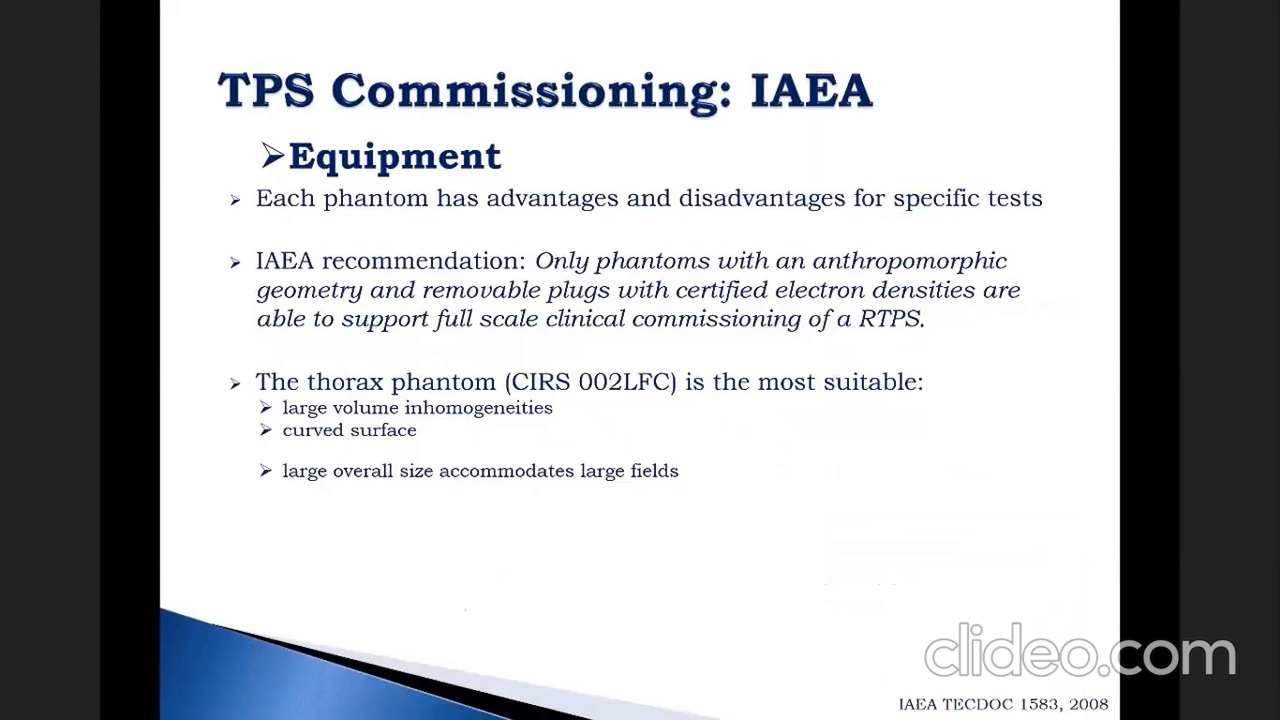 TPS Commissioning: IAEA
➢Equipment
➢ Each phantom has advantages and disadvantages for specific tests
➢ IAEA recommendation: Only phantoms with an anthropomorphic
geometry and removable plugs with certified electron densities are
able to support full scale clinical commissioning of a RTPS.
➢ The thorax phantom (CIRS 002LFC) is the most suitable:
➢ large volume inhomogeneities
➢ curved surface
➢ large overall size accommodates large fields
clideo.com
IAEA TECDOC 1583, 2008